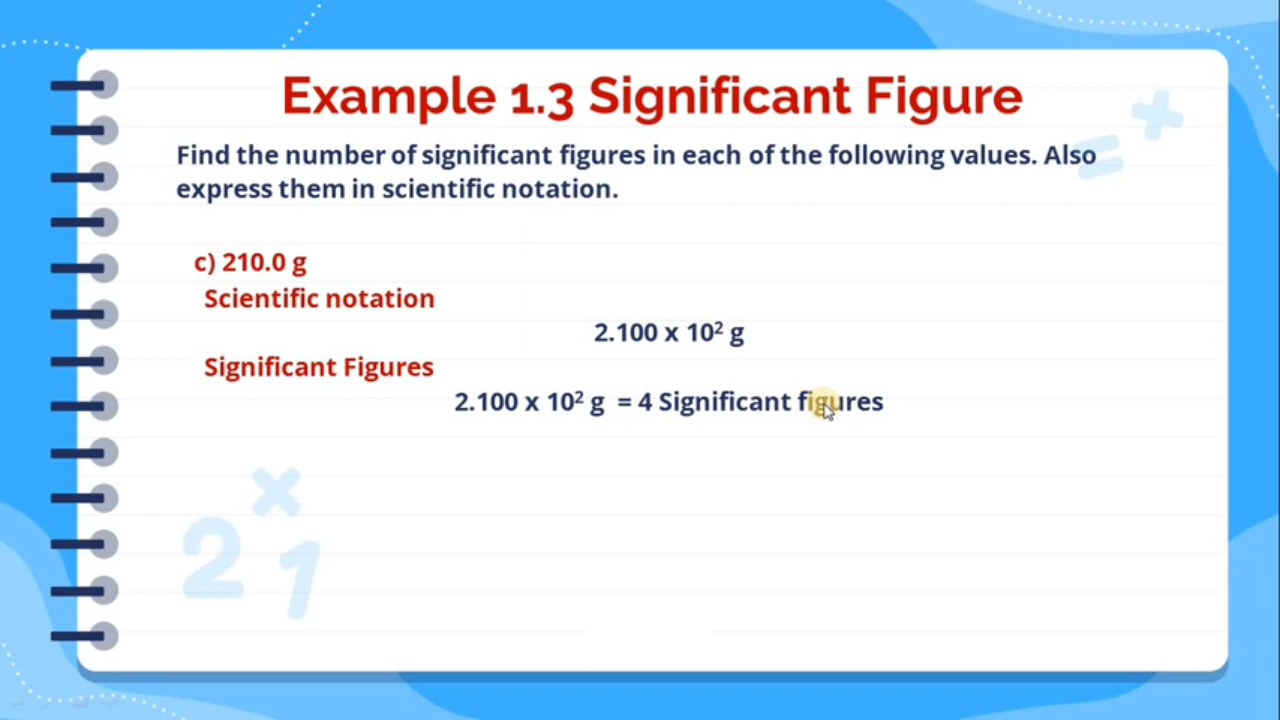 Example 1.3 Significant Figure
Find the number of significant figures in each of the following values. Also
express them in scientific notation.
c) 210.0 g
Scientific notation
2.100 x 10² g
Significant Figures
2.100 x 10² g = 4 Significant figures
2 1